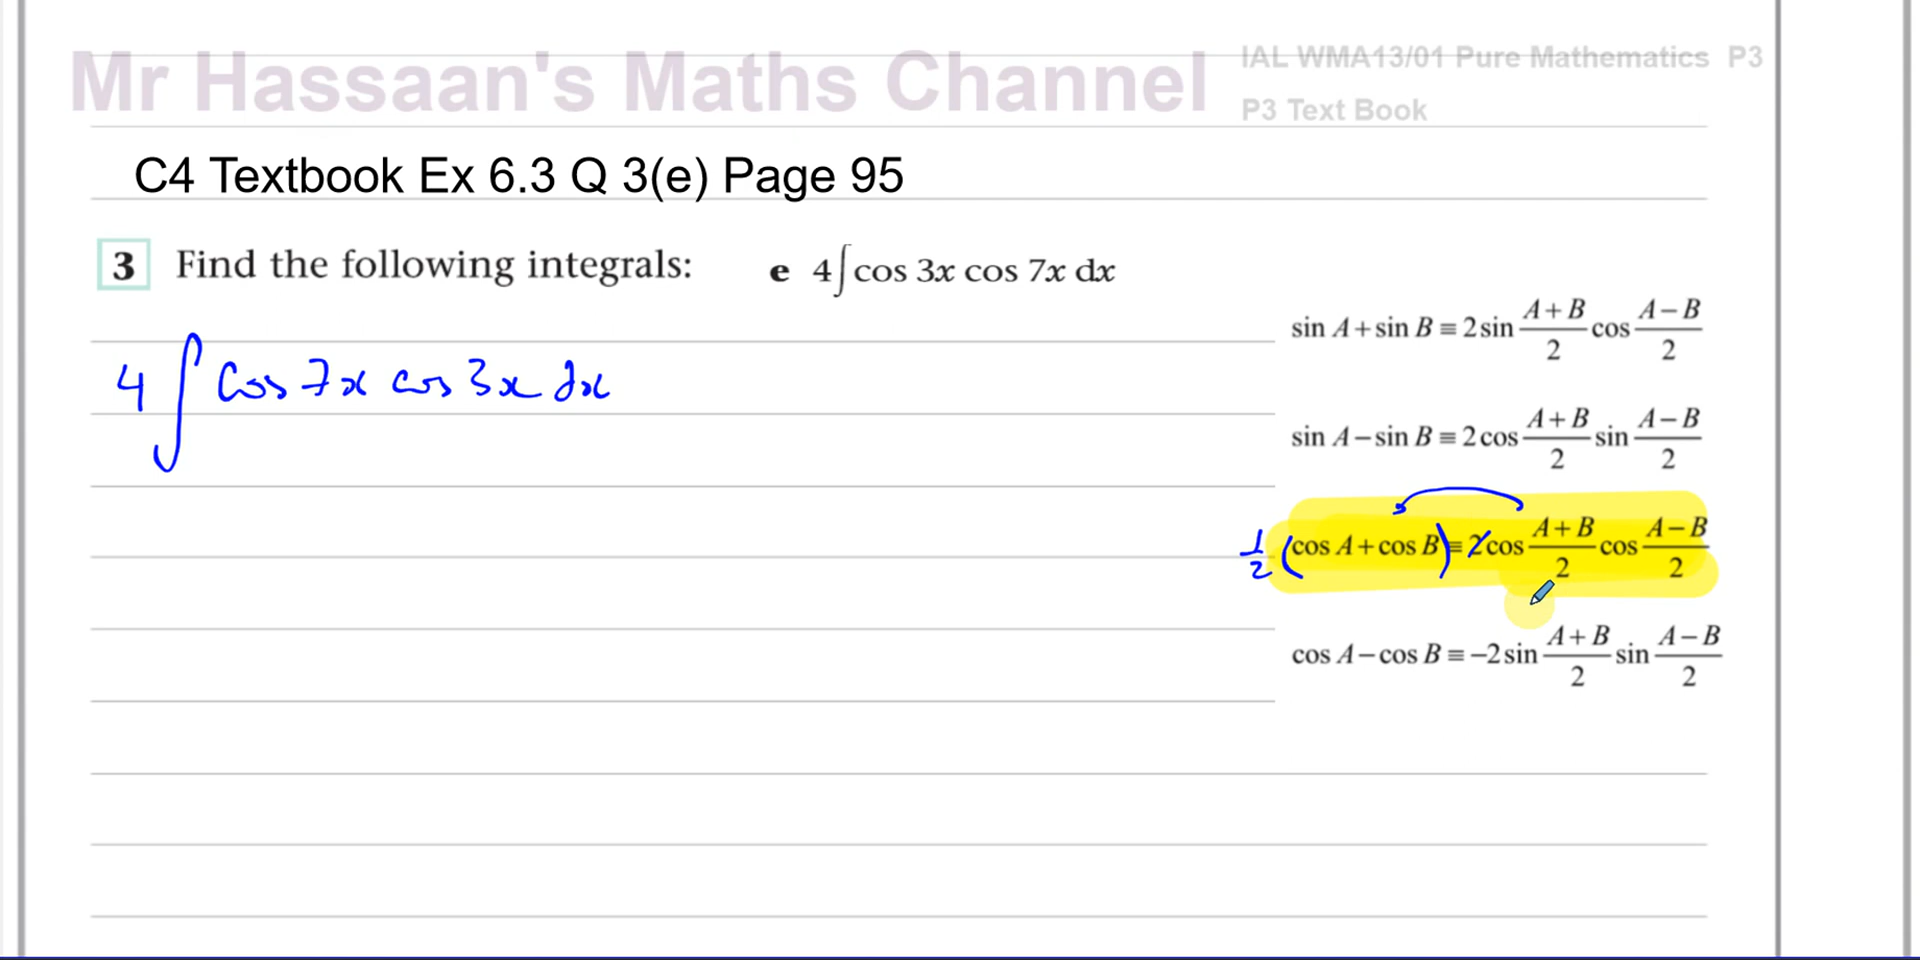 Mr Hassaan's Maths Channel
IAL WMA13/01 Pure Mathematics P3
P3 Text Book
C4 Textbook Ex 6.3 Q 3(e) Page 95
3 Find the following integrals: e 4∫cos 3x cos 7x dx
sin A + sin B ≡ 2 sin (A+B)/2 cos (A−B)/2
4 ∫ cos 7x cos 3x dx
sin A − sin B ≡ 2 cos (A+B)/2 sin (A−B)/2
1/2 (cos A + cos B) ≡ 2 cos (A+B)/2 cos (A−B)/2
cos A − cos B ≡ −2 sin (A+B)/2 sin (A−B)/2